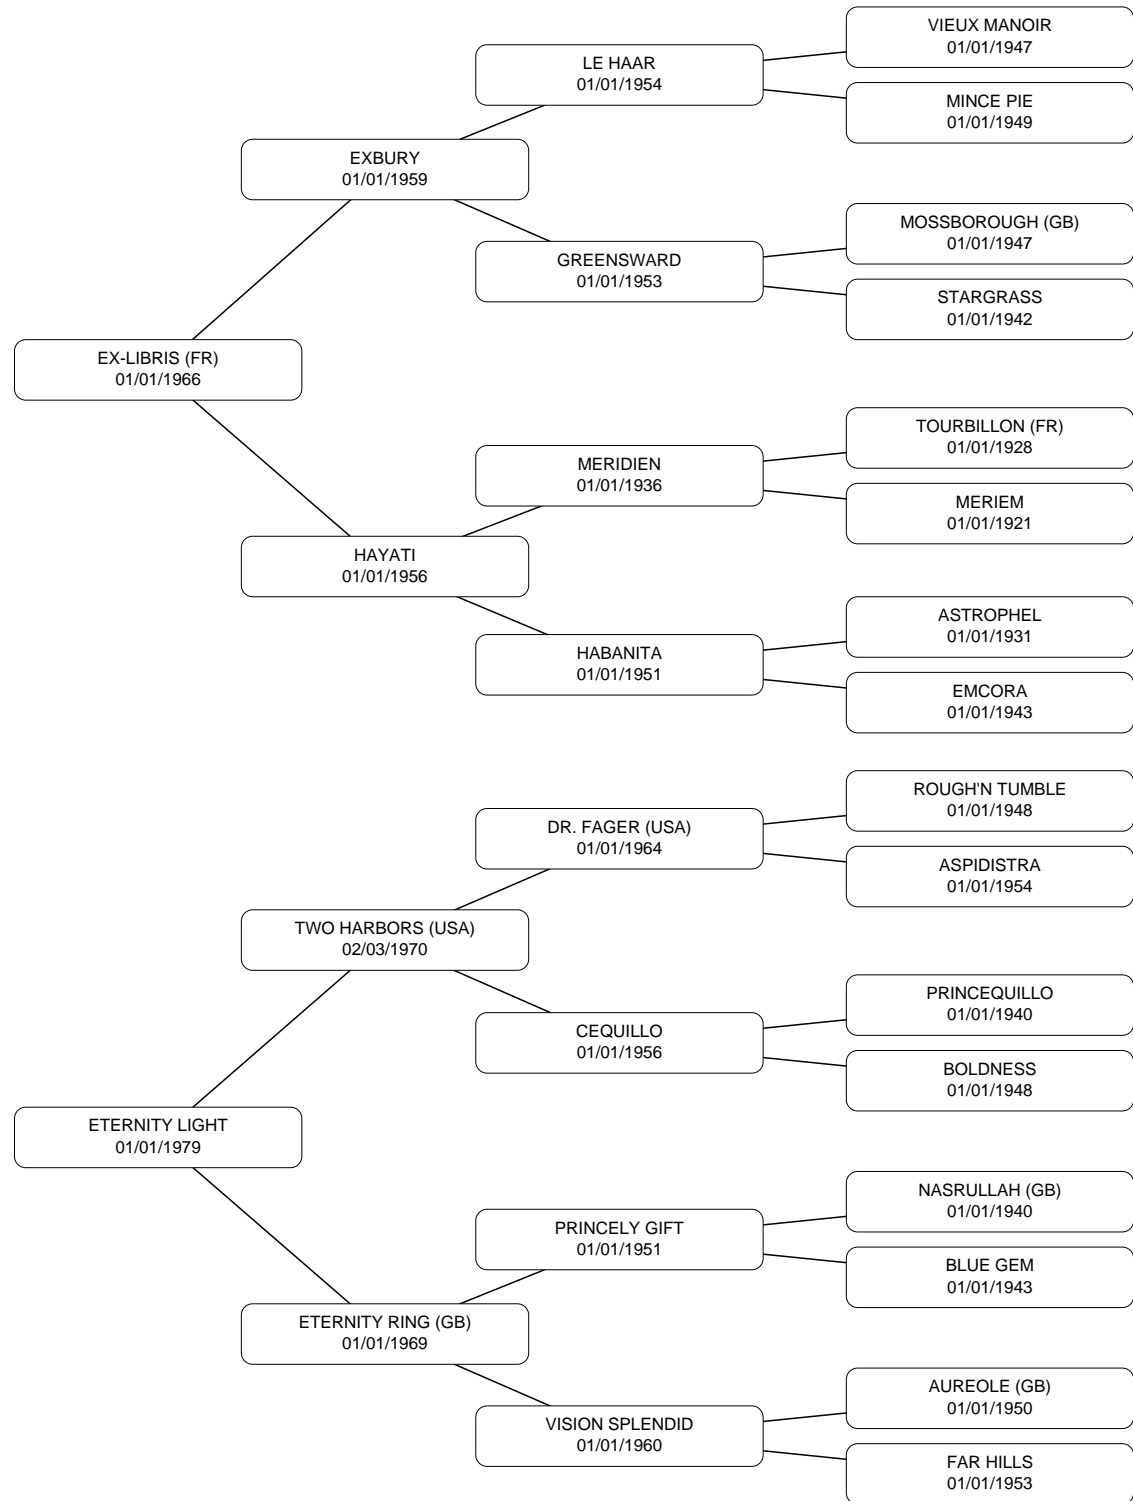 VIEUX MANOIR
01/01/1947
LE HAAR
01/01/1954
MINCE PIE
01/01/1949
EXBURY
01/01/1959
MOSSBOROUGH (GB)
01/01/1947
GREENSWARD
01/01/1953
STARGRASS
01/01/1942
EX-LIBRIS (FR)
01/01/1966
TOURBILLON (FR)
01/01/1928
MERIDIEN
01/01/1936
MERIEM
01/01/1921
HAYATI
01/01/1956
ASTROPHEL
01/01/1931
HABANITA
01/01/1951
EMCORA
01/01/1943
ROUGH'N TUMBLE
01/01/1948
DR. FAGER (USA)
01/01/1964
ASPIDISTRA
01/01/1954
TWO HARBORS (USA)
02/03/1970
PRINCEQUILLO
01/01/1940
CEQUILLO
01/01/1956
BOLDNESS
01/01/1948
ETERNITY LIGHT
01/01/1979
NASRULLAH (GB)
01/01/1940
PRINCELY GIFT
01/01/1951
BLUE GEM
01/01/1943
ETERNITY RING (GB)
01/01/1969
AUREOLE (GB)
01/01/1950
VISION SPLENDID
01/01/1960
FAR HILLS
01/01/1953